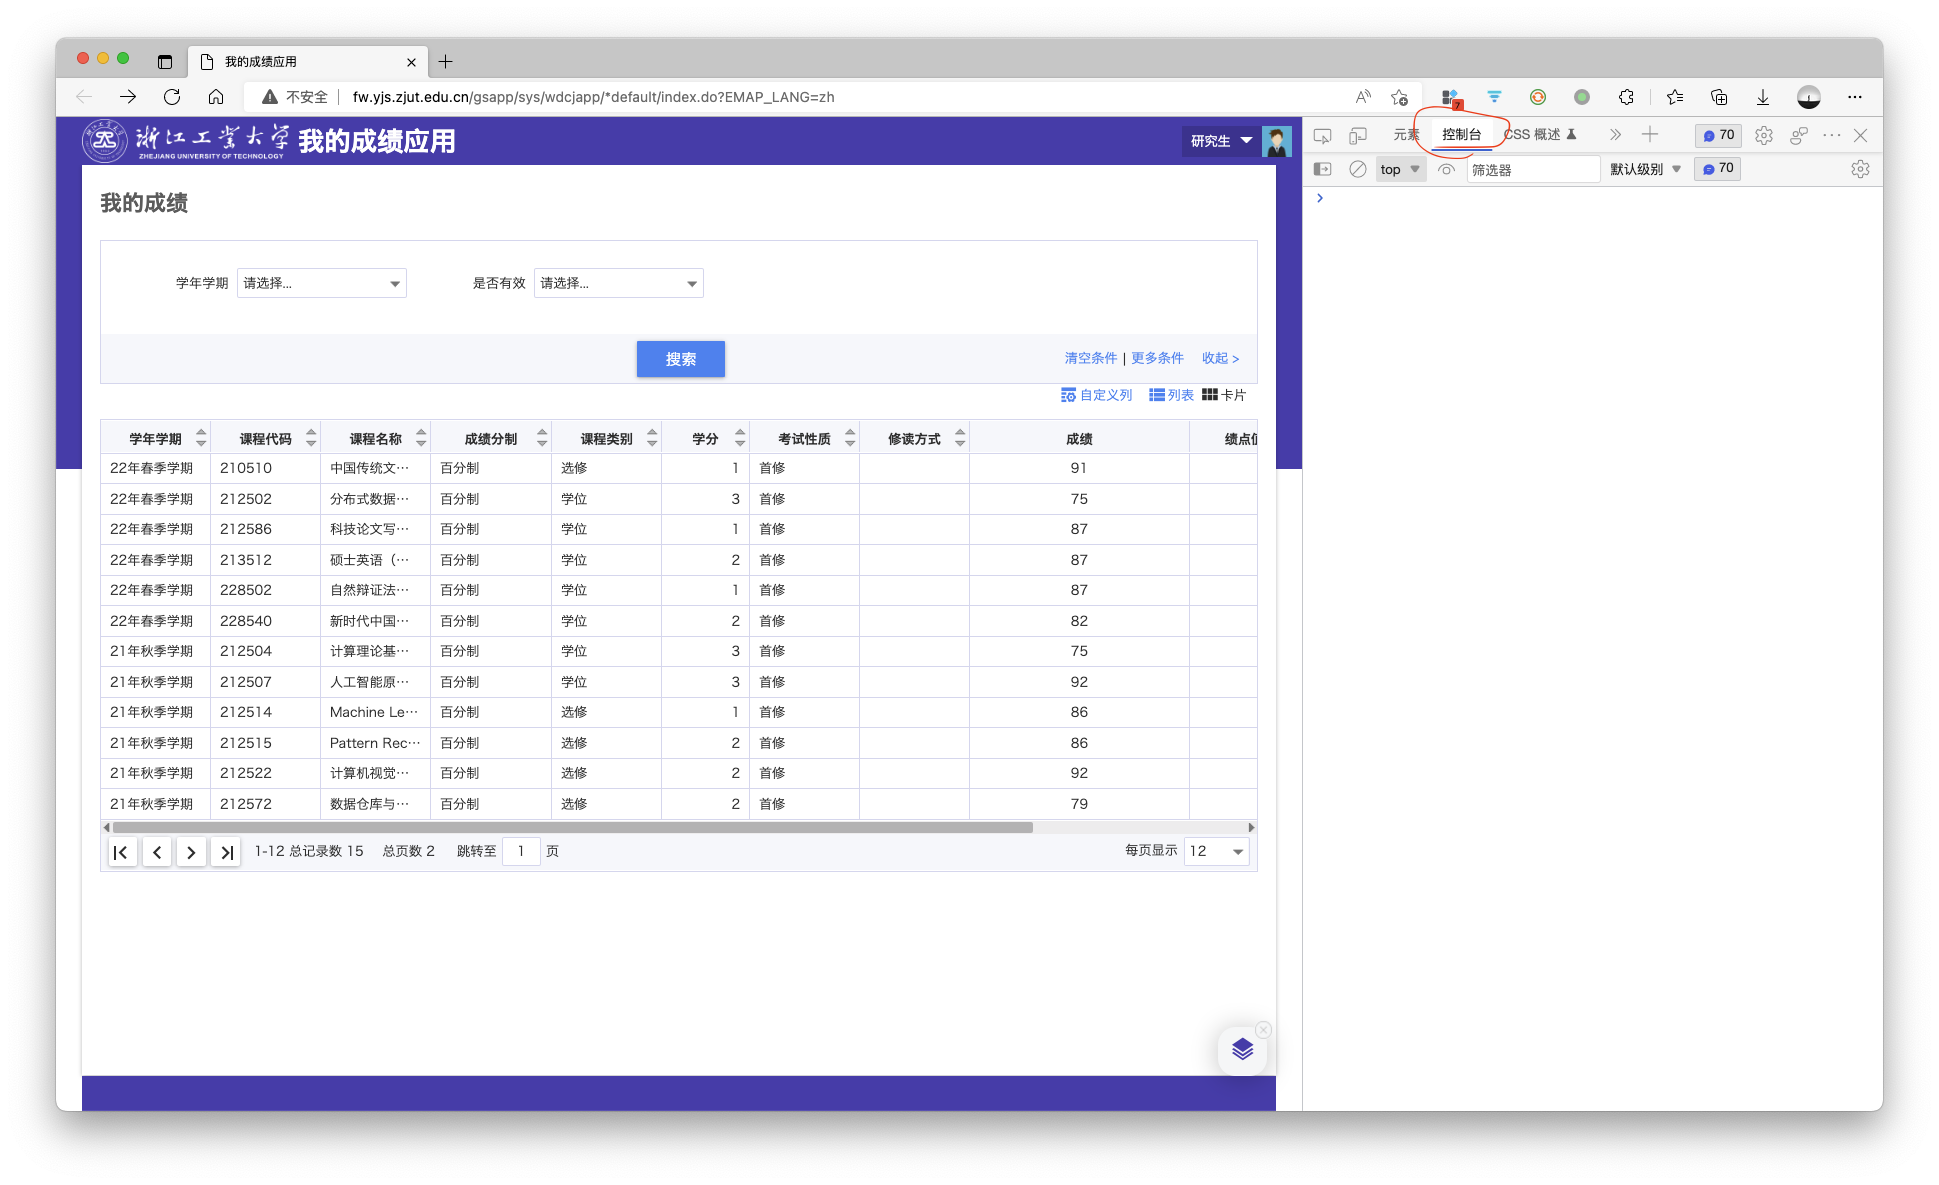 我的成绩应用
不安全 fw.yjs.zjut.edu.cn/gsapp/sys/wdcjapp/*default/index.do?EMAP_LANG=zh
7
浙江工业大学 我的成绩应用
ZHEJIANG UNIVERSITY OF TECHNOLOGY
研究生
元素 控制台 CSS 概述 70
top 筛选器 默认级别 70
我的成绩
学年学期 请选择... 是否有效 请选择...
搜索
清空条件 | 更多条件 收起 >
自定义列 列表 卡片
学年学期 课程代码 课程名称 成绩分制 课程类别 学分 考试性质 修读方式 成绩 绩点值
22年春季学期 210510 中国传统文… 百分制 选修 1 首修 91
22年春季学期 212502 分布式数据… 百分制 学位 3 首修 75
22年春季学期 212586 科技论文写… 百分制 学位 1 首修 87
22年春季学期 213512 硕士英语（… 百分制 学位 2 首修 87
22年春季学期 228502 自然辩证法… 百分制 学位 1 首修 87
22年春季学期 228540 新时代中国… 百分制 学位 2 首修 82
21年秋季学期 212504 计算理论基… 百分制 学位 3 首修 75
21年秋季学期 212507 人工智能原… 百分制 学位 3 首修 92
21年秋季学期 212514 Machine Le… 百分制 选修 1 首修 86
21年秋季学期 212515 Pattern Rec… 百分制 选修 2 首修 86
21年秋季学期 212522 计算机视觉… 百分制 选修 2 首修 92
21年秋季学期 212572 数据仓库与… 百分制 选修 2 首修 79
1-12 总记录数 15 总页数 2 跳转至 1 页 每页显示 12